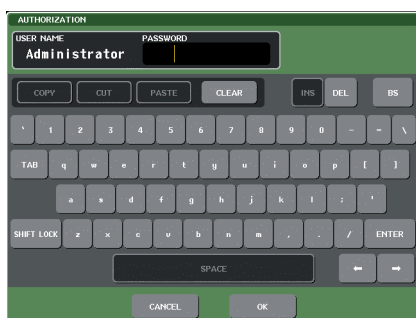 AUTHORIZATION
USER NAME PASSWORD
Administrator
COPY CUT PASTE CLEAR INS DEL BS
` 1 2 3 4 5 6 7 8 9 0 - = \
TAB q w e r t y u i o p [ ]
a s d f g h j k l ; '
SHIFT LOCK z x c v b n m , . / ENTER
SPACE ← →
CANCEL OK